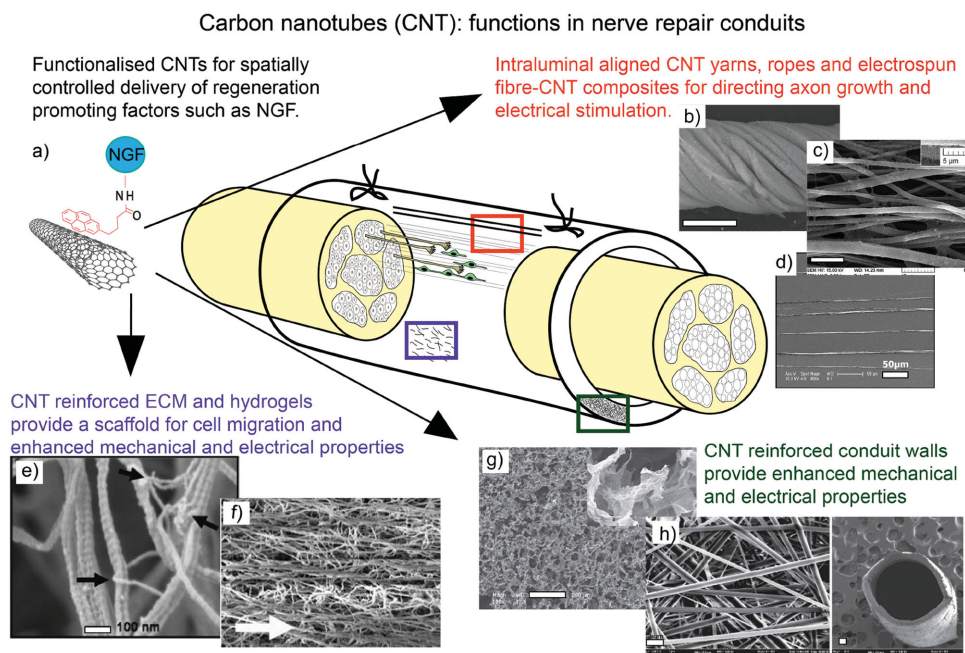 Carbon nanotubes (CNT): functions in nerve repair conduits
Functionalised CNTs for spatially
controlled delivery of regeneration
promoting factors such as NGF.
Intraluminal aligned CNT yarns, ropes and electrospun
fibre-CNT composites for directing axon growth and
electrical stimulation.
a)
NGF
NH
O
b)
c)
5 µm
d)
50µm
CNT reinforced ECM and hydrogels
provide a scaffold for cell migration and
enhanced mechanical and electrical properties
e)
100 nm
f)
g)
CNT reinforced conduit walls
provide enhanced mechanical
and electrical properties
h)